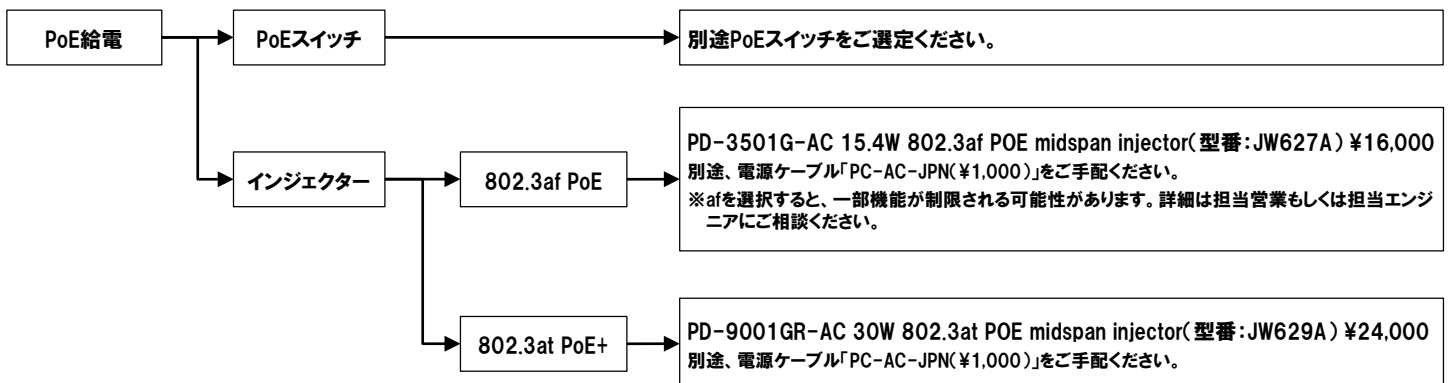 PoE給電
PoEスイッチ
別途PoEスイッチをご選定ください。
インジェクター
802.3af PoE
PD-3501G-AC 15.4W 802.3af POE midspan injector(型番:JW627A)¥16,000
別途、電源ケーブル「PC-AC-JPN(¥1,000)」をご手配ください。
※afを選択すると、一部機能が制限される可能性があります。詳細は担当営業もしくは担当エンジ
ニアにご相談ください。
802.3at PoE+
PD-9001GR-AC 30W 802.3at POE midspan injector(型番:JW629A)¥24,000
別途、電源ケーブル「PC-AC-JPN(¥1,000)」をご手配ください。